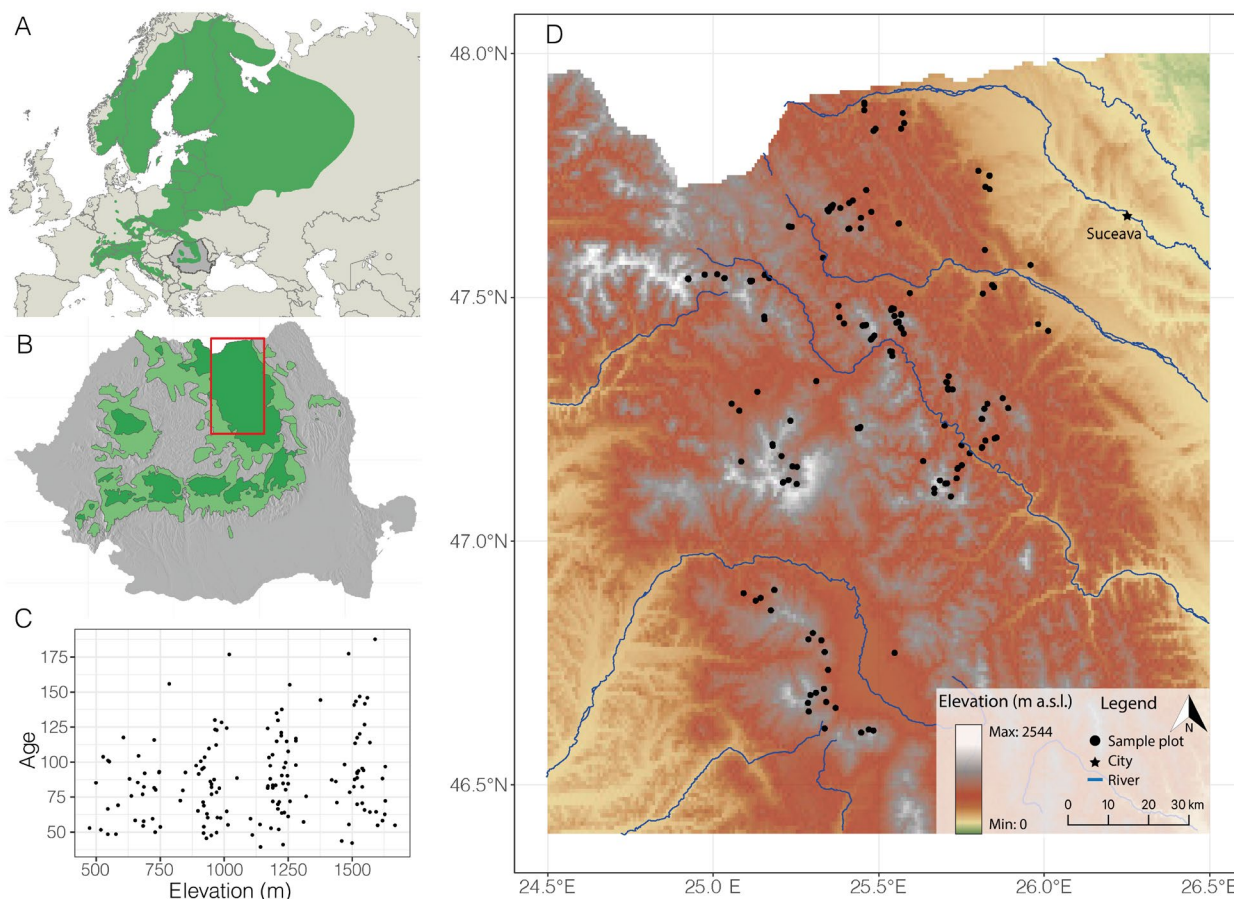 A
B
C
175
150
125
100
75
50
Age
500
750
1000
1250
1500
Elevation (m)
D
48.0°N
47.5°N
47.0°N
46.5°N
Suceava
Elevation (m a.s.l.)
Max: 2544
Min: 0
Legend
N
Sample plot
City
River
0 10 20 30 km
24.5°E
25.0 E
25.5°E
26.0°E
26.5°E